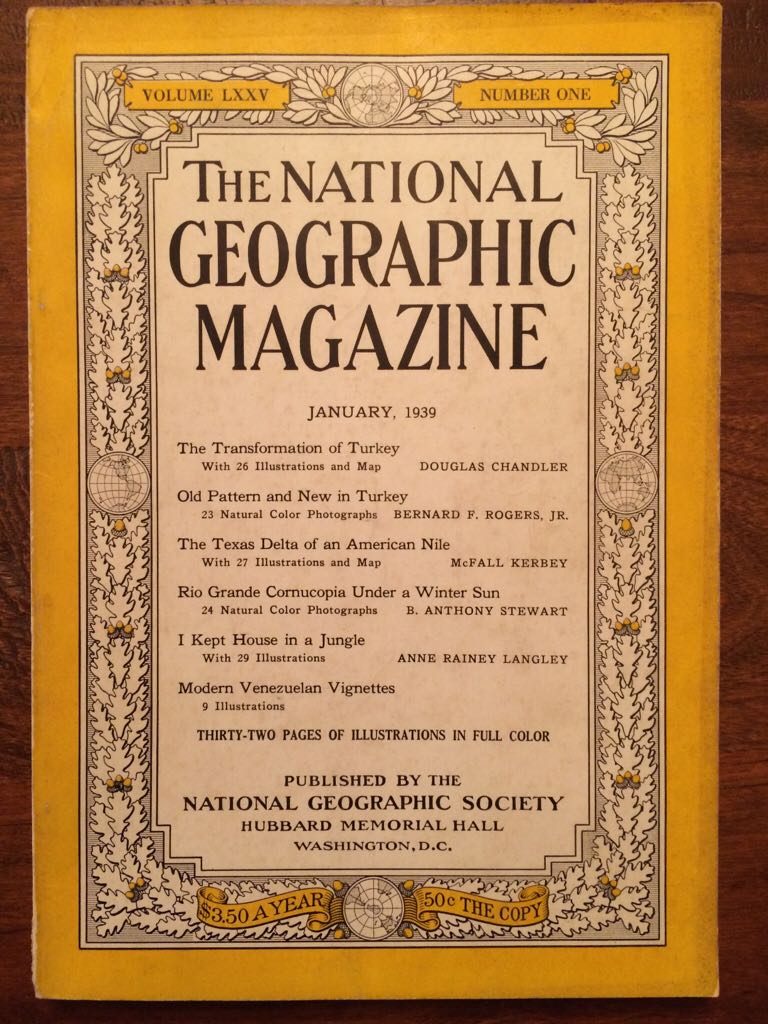 VOLUME LXXV NUMBER ONE
THE NATIONAL
GEOGRAPHIC
MAGAZINE
JANUARY, 1939
The Transformation of Turkey
With 26 Illustrations and Map DOUGLAS CHANDLER
Old Pattern and New in Turkey
23 Natural Color Photographs BERNARD F. ROGERS, JR.
The Texas Delta of an American Nile
With 27 Illustrations and Map McFALL KERBEY
Rio Grande Cornucopia Under a Winter Sun
24 Natural Color Photographs B. ANTHONY STEWART
I Kept House in a Jungle
With 29 Illustrations ANNE RAINEY LANGLEY
Modern Venezuelan Vignettes
9 Illustrations
THIRTY-TWO PAGES OF ILLUSTRATIONS IN FULL COLOR
PUBLISHED BY THE
NATIONAL GEOGRAPHIC SOCIETY
HUBBARD MEMORIAL HALL
WASHINGTON, D.C.
$3.50 A YEAR 50c THE COPY